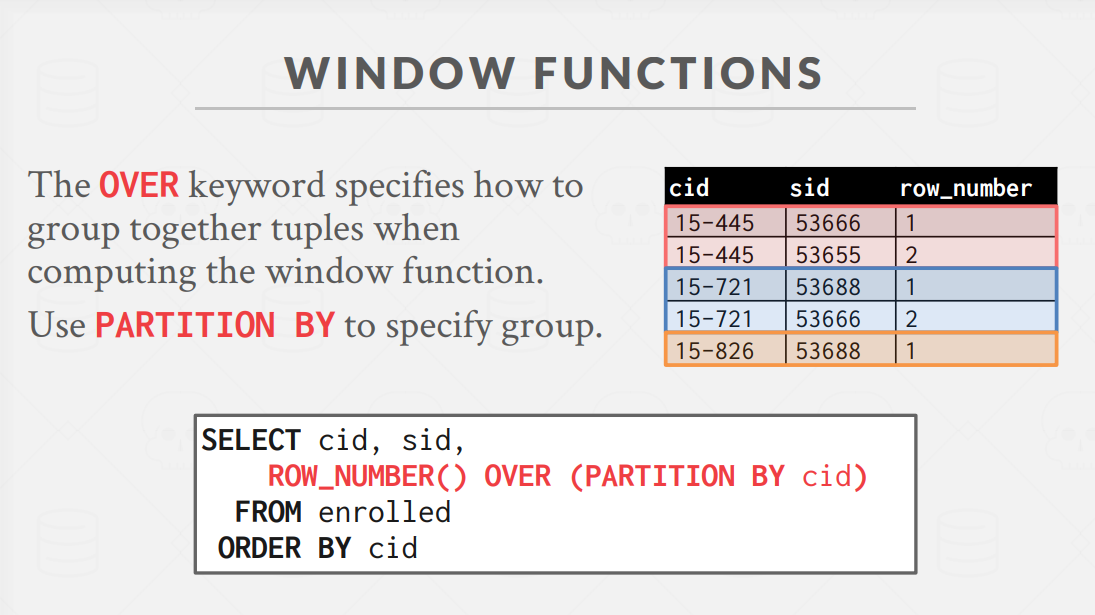 WINDOW FUNCTIONS
The OVER keyword specifies how to
group together tuples when
computing the window function.
Use PARTITION BY to specify group.
cid sid row_number
15-445 53666 1
15-445 53655 2
15-721 53688 1
15-721 53666 2
15-826 53688 1
SELECT cid, sid,
ROW_NUMBER() OVER (PARTITION BY cid)
FROM enrolled
ORDER BY cid